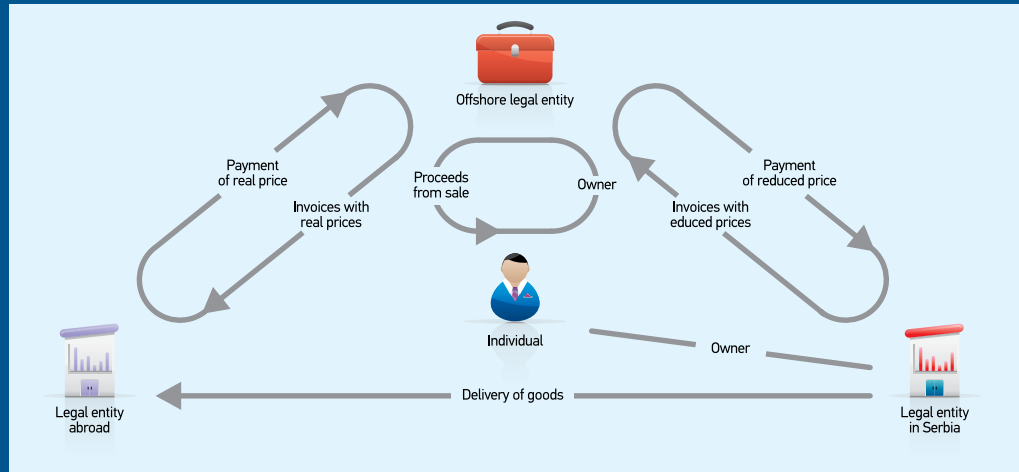 Offshore legal entity
Payment
of real price
Invoices with
real prices
Proceeds
from sale
Owner
Payment
of reduced price
Invoices with
educed prices
Individual
Owner
Delivery of goods
Legal entity
abroad
Legal entity
in Serbia